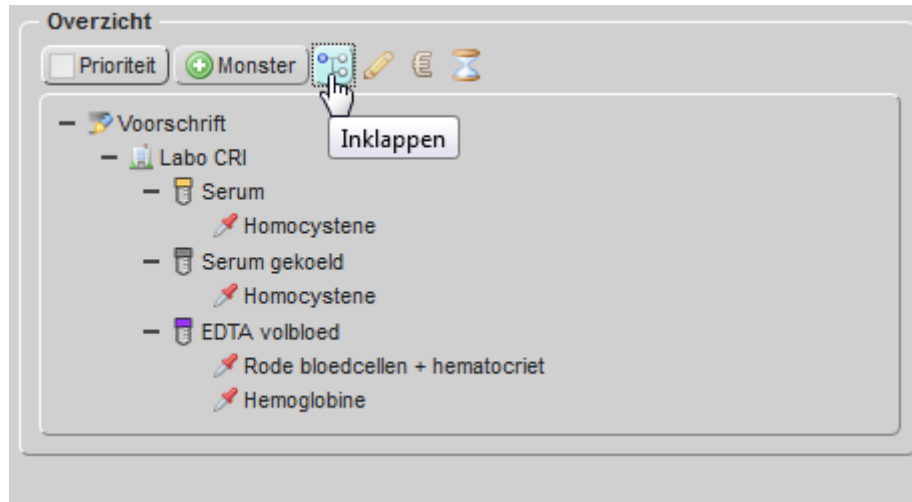 Overzicht
Prioriteit Monster
Inklappen
Voorschrift
Labo CRI
Serum
Homocystene
Serum gekoeld
Homocystene
EDTA volbloed
Rode bloedcellen + hematocriet
Hemoglobine